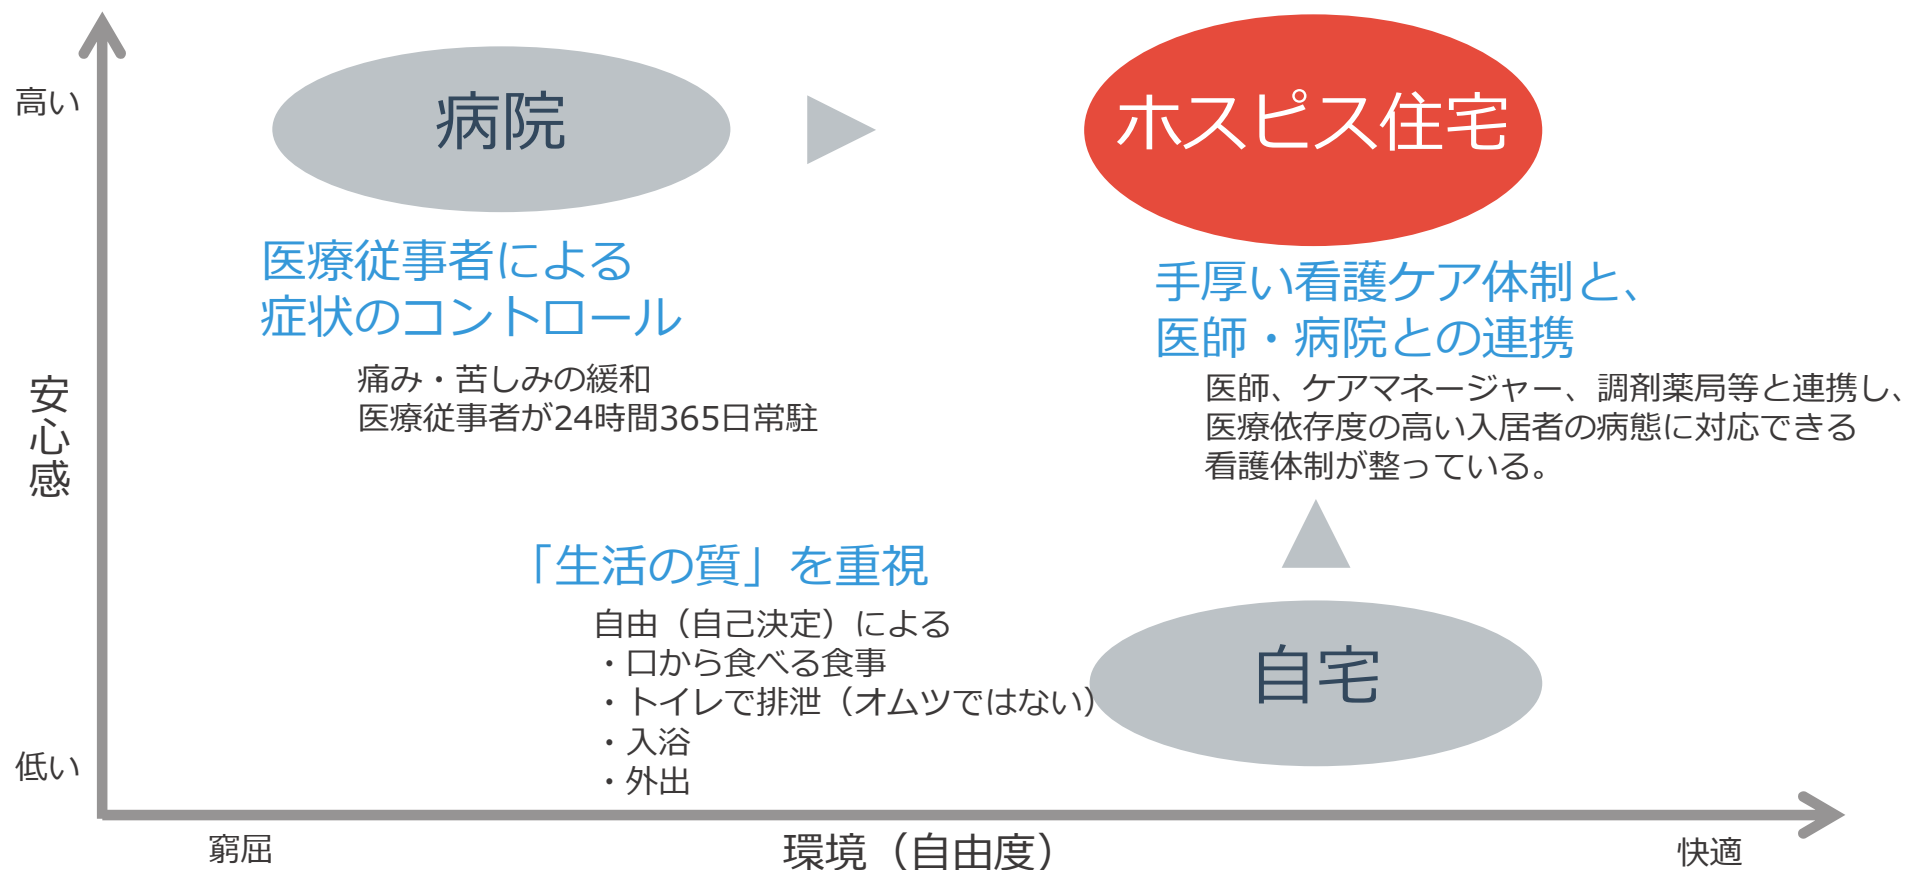 高い
病院
ホスピス住宅
医療従事者による
症状のコントロール
痛み・苦しみの緩和
医療従事者が24時間365日常駐
手厚い看護ケア体制と、
医師・病院との連携
医師、ケアマネージャー、調剤薬局等と連携し、
医療依存度の高い入居者の病態に対応できる
看護体制が整っている。
安心感
「生活の質」を重視
自由（自己決定）による
・口から食べる食事
・トイレで排泄（オムツではない）
・入浴
・外出
自宅
低い
窮屈
環境（自由度）
快適